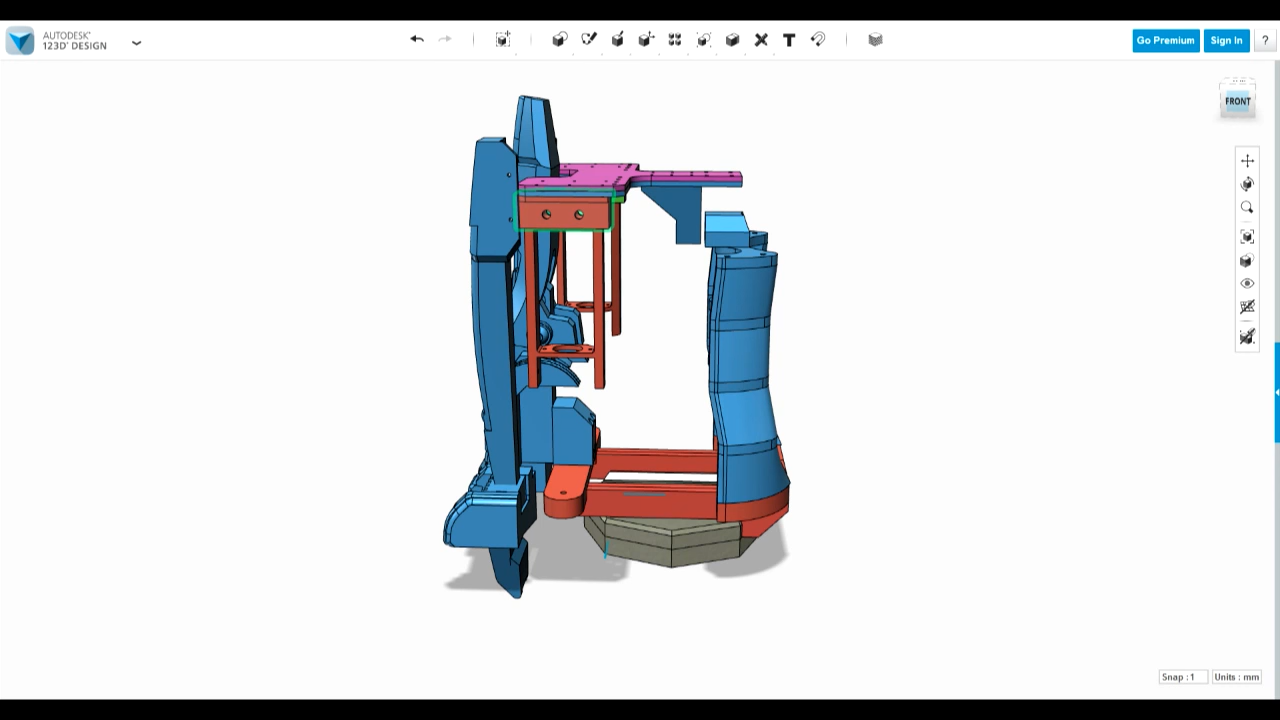 AUTODESK®
123D® DESIGN
Go Premium
Sign In
?
FRONT
Snap : 1
Units : mm